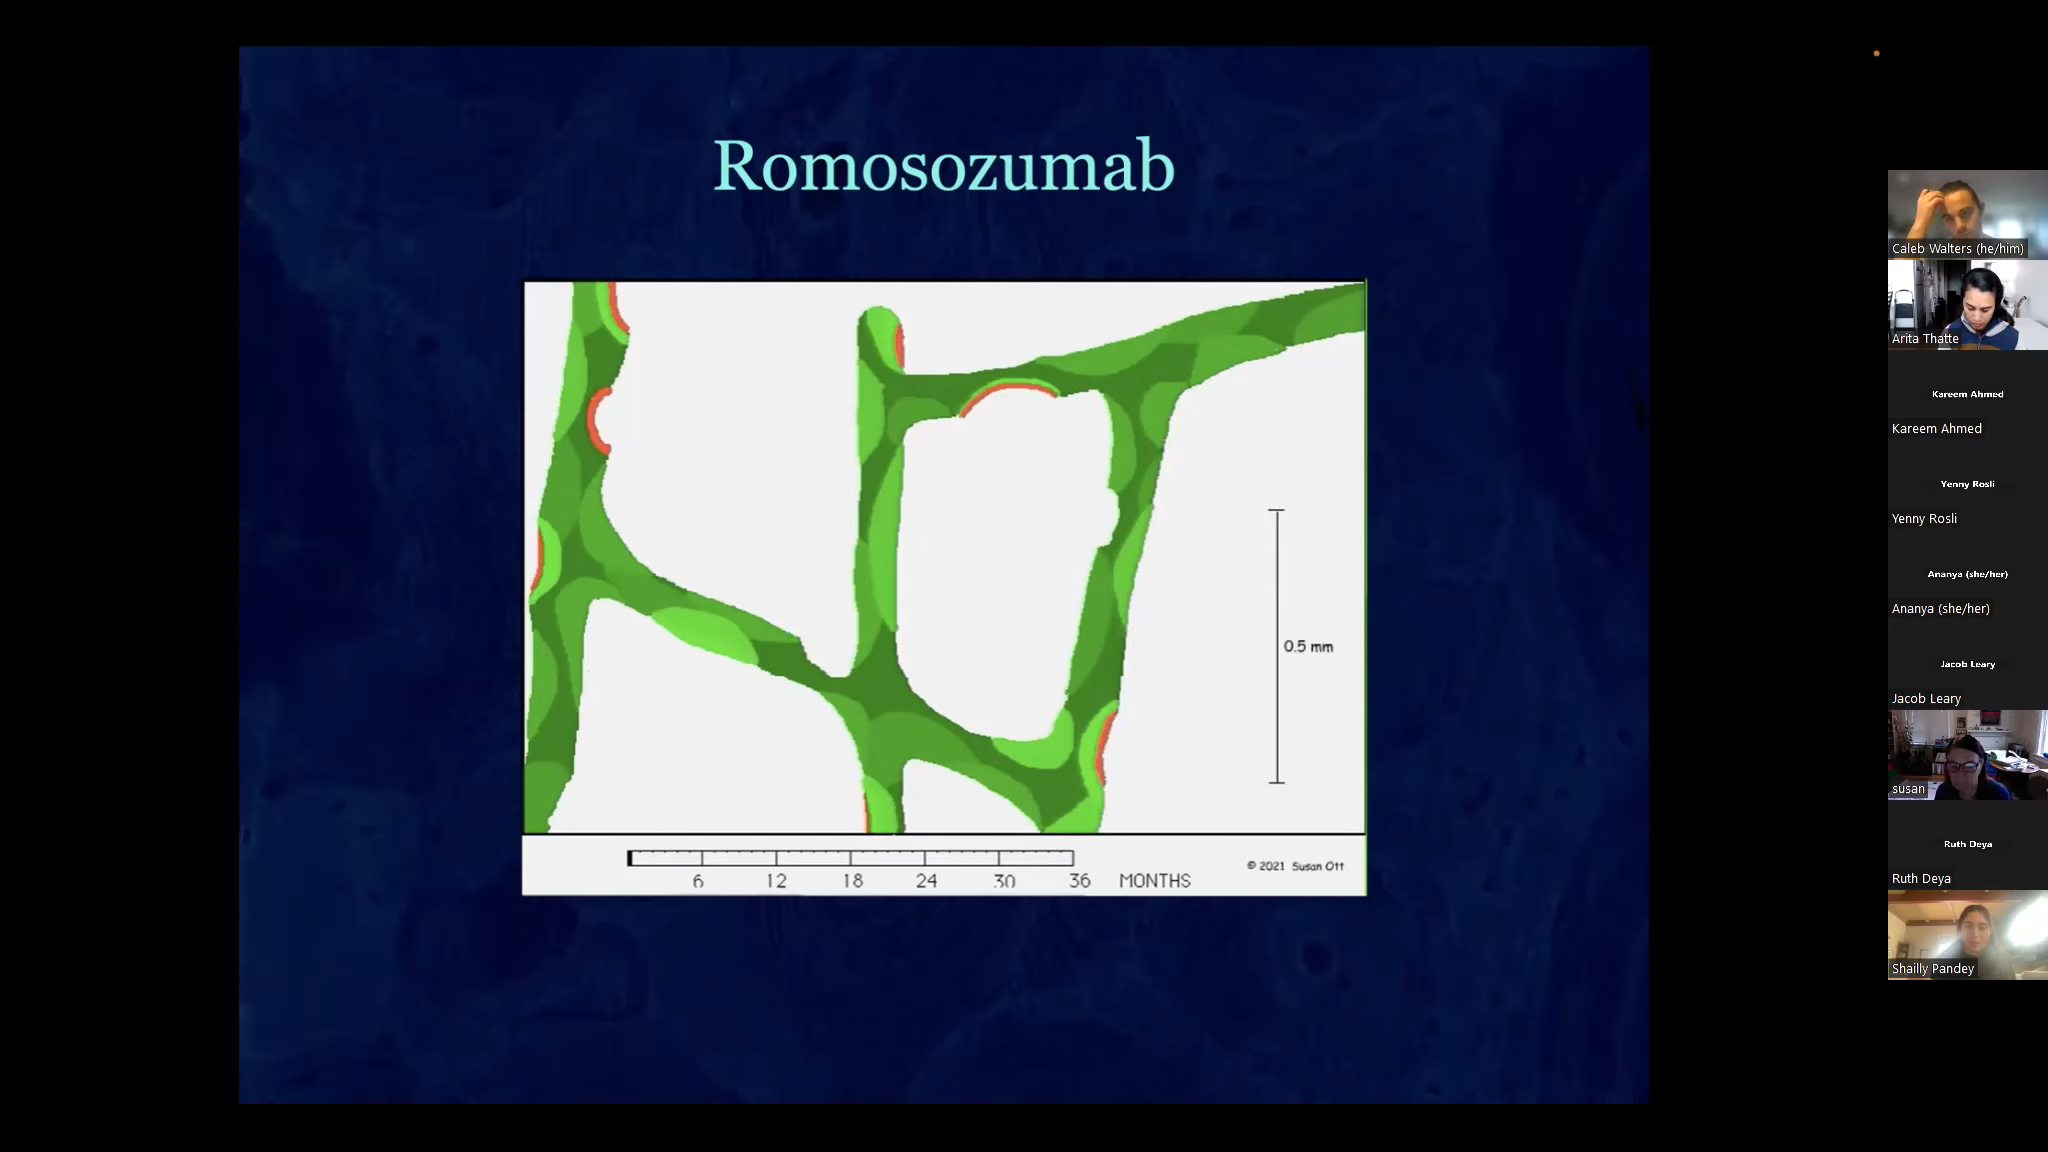 Romosozumab
0.5 mm
6 12 18 24 30 36 MONTHS
© 2021 Susan Ott
Caleb Walters (he/him)
Arita Thatte
Kareem Ahmed
Kareem Ahmed
Yenny Rosli
Yenny Rosli
Ananya (she/her)
Ananya (she/her)
Jacob Leary
Jacob Leary
susan
Ruth Deya
Ruth Deya
Shailly Pandey